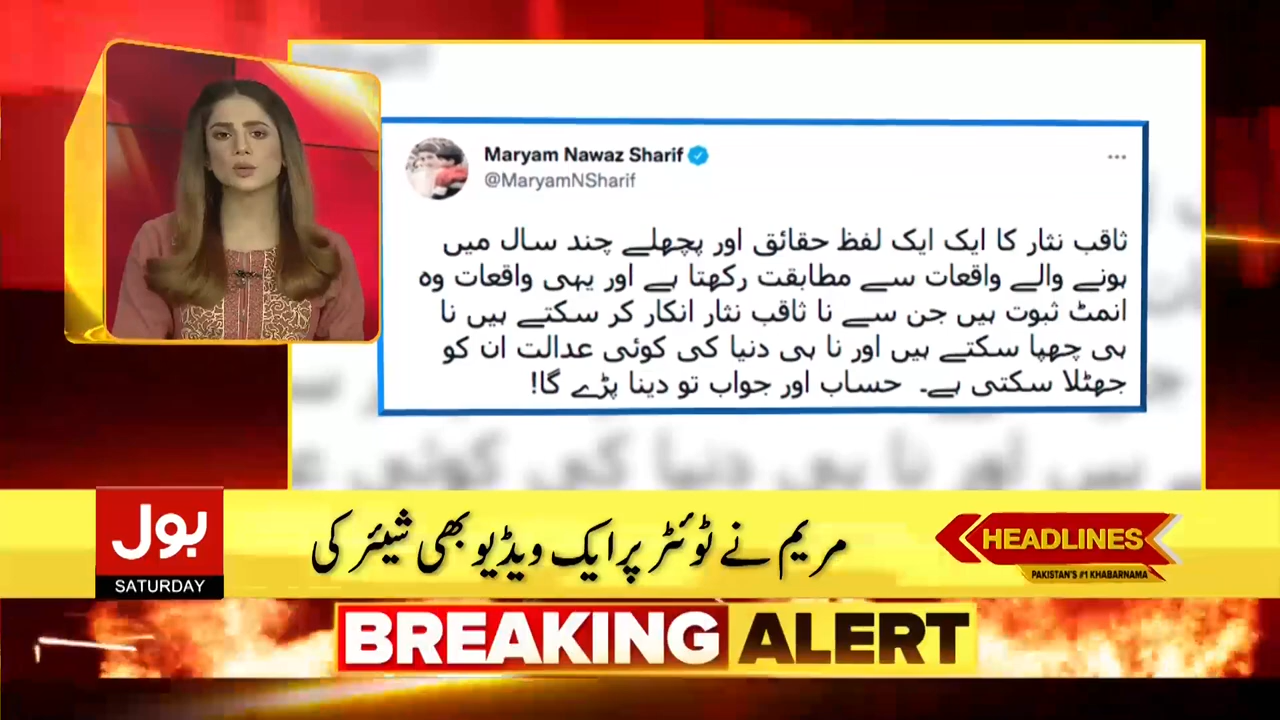 Maryam Nawaz Sharif
@MaryamNSharif
ثاقب نثار کا ایک ایک لفظ حقائق اور پچھلے چند سال میں
ہونے والے واقعات سے مطابقت رکھتا ہے اور یہی واقعات وہ
انمٹ ثبوت ہیں جن سے نا ثاقب نثار انکار کر سکتے ہیں نا
ہی چھپا سکتے ہیں اور نا ہی دنیا کی کوئی عدالت ان کو
جھٹلا سکتی ہے۔ حساب اور جواب تو دینا پڑے گا!
بول
SATURDAY
مریم نے ٹوئٹر پر ایک ویڈیو بھی شیئر کی
HEADLINES
PAKISTAN'S #1 KHABARNAMA
BREAKING ALERT